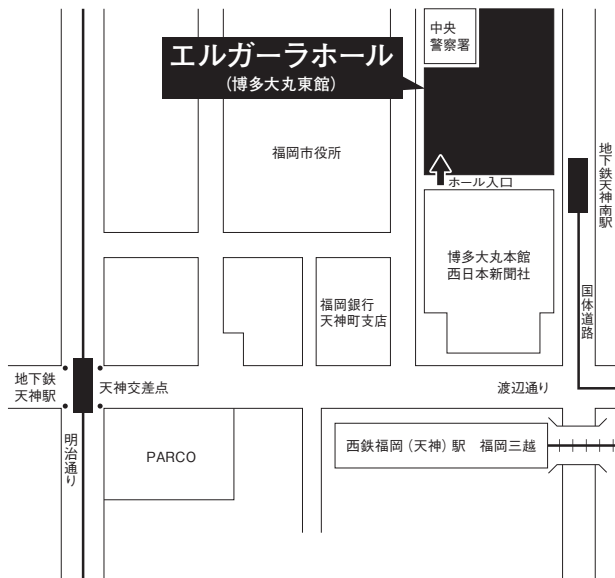 中央
警察署
エルガーラホール
(博多大丸東館)
福岡市役所
ホール入口
地下鉄天神南駅
博多大丸本館
西日本新聞社
国体道路
福岡銀行
天神町支店
地下鉄
天神駅
天神交差点
渡辺通り
明治通り
PARCO
西鉄福岡(天神)駅 福岡三越